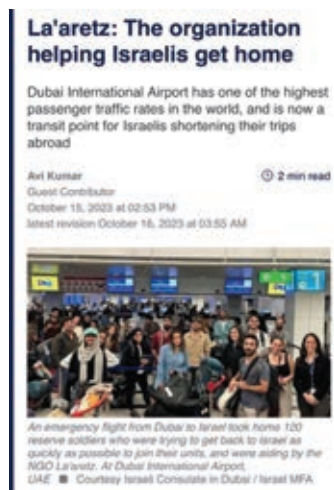 La'aretz: The organization
helping Israelis get home
Dubai International Airport has one of the highest
passenger traffic rates in the world, and is now a
transit point for Israelis shortening their trips
abroad
Avi Kumar
2 min read
Guest Contributor
October 15, 2023 at 02:53 PM
latest revision October 16, 2023 at 03:55 AM
An emergency flight from Dubai to Israel took home 120
reserve soldiers who were trying to get back to Israel as
quickly as possible to join their units, and were aiding by the
NGO La'aretz. At Dubai International Airport,
UAE ■ Courtesy Israeli Consulate in Dubai / Israel MFA